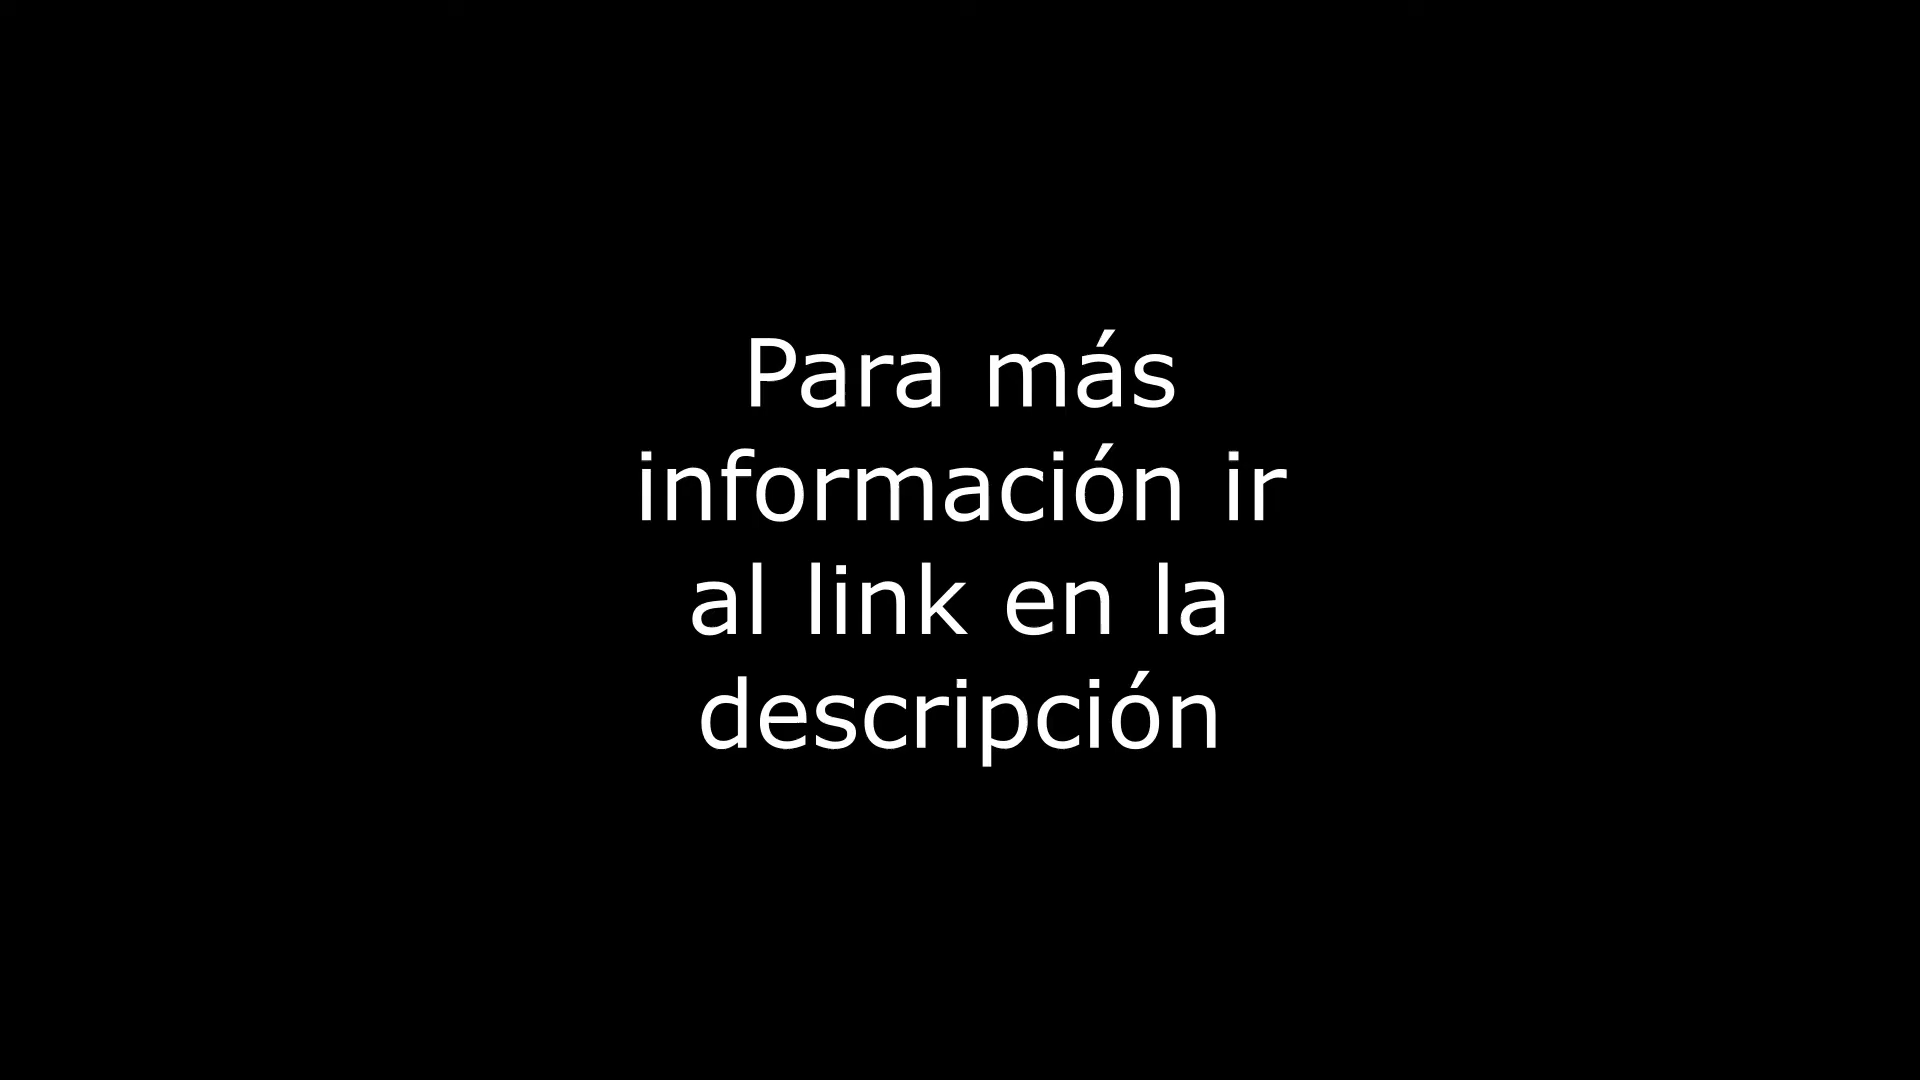 Para más
información ir
al link en la
descripción